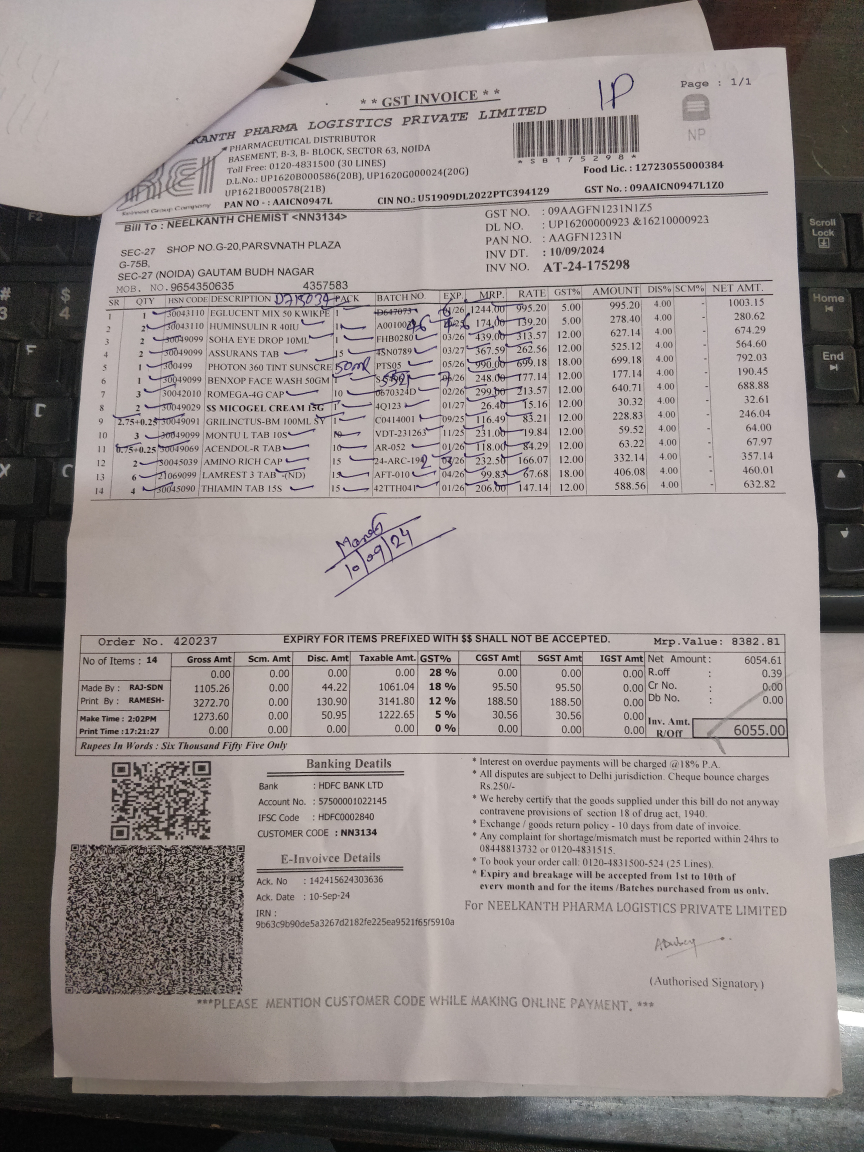 ** GST INVOICE **
IP
Page : 1/1
KANTH PHARMA LOGISTICS PRIVATE LIMITED
PHARMACEUTICAL DISTRIBUTOR
BASEMENT, B-3, B- BLOCK, SECTOR 63, NOIDA
Toll Free: 0120-4831500 (30 LINES)
D.L.No.: UP1620B000586(20B), UP1620G000024(20G)
UP1621B000578(21B)
PAN NO - : AAICN0947L
CIN NO.: U51909DL2022PTC394129
*SB175298*
NP
Food Lic.: 12723055000384
GST No. : 09AAICN0947L1Z0
REI
Group Company
Bill To : NEELKANTH CHEMIST <NN3134>
SEC-27 SHOP NO.G-20,PARSVNATH PLAZA
G-75B,
SEC-27 (NOIDA) GAUTAM BUDH NAGAR
MOB. NO. 9654350635 4357583
GST NO. : 09AAGFN1231N1Z5
DL NO. : UP16200000923 &16210000923
PAN NO. : AAGFN1231N
INV DT. : 10/09/2024
INV NO. AT-24-175298
SR QTY HSN CODE DESCRIPTION PACK BATCH NO. EXP. MRP. RATE GST% AMOUNT DIS% SCM% NET AMT.
1 1 30043110 EGLUCENT MIX 50 KWIKPE 1 /26 1244.00 995.20 5.00 995.20 4.00 - 1003.15
2 2 30043110 HUMINSULIN R 40IU 1 174.00 139.20 5.00 278.40 4.00 - 280.62
3 2 30049099 SOHA EYE DROP 10ML 1 FHB0280 03/26 439.00 313.57 12.00 627.14 4.00 - 674.29
4 2 30049099 ASSURANS TAB 15 4SN0789 03/27 367.59 262.56 12.00 525.12 4.00 - 564.60
5 1 300499 PHOTON 360 TINT SUNSCRE 50ml PTS05 05/26 990.00 699.18 18.00 699.18 4.00 - 792.03
6 1 30049099 BENXOP FACE WASH 50GM 1 /26 248.00 177.14 12.00 177.14 4.00 - 190.45
7 3 30042010 ROMEGA-4G CAP 10 0670324D 02/26 299.00 213.57 12.00 640.71 4.00 - 688.88
8 2 30049029 $$ MICOGEL CREAM 15G 1 4Q123 01/27 26.40 15.16 12.00 30.32 4.00 - 32.61
9 2.75+0.25 30049091 GRILINCTUS-BM 100ML SY 1 C0414001 09/25 116.49 83.21 12.00 228.83 4.00 - 246.04
10 3 30049099 MONTU L TAB 10S 10 VDT-231263 11/25 231.00 19.84 12.00 59.52 4.00 - 64.00
11 0.75+0.25 30049069 ACENDOL-R TAB 10 AR-052 01/26 118.00 84.29 12.00 63.22 4.00 - 67.97
12 2 30045039 AMINO RICH CAP 15 /26 232.50 166.07 12.00 332.14 4.00 - 357.14
13 6 21069099 LAMREST 3 TAB -(ND) 15 AFT-010 04/26 99.83 67.68 18.00 406.08 4.00 - 460.01
14 4 30045090 THIAMIN TAB 15S 15 42TTH041 01/26 206.00 147.14 12.00 588.56 4.00 - 632.82
10/09/24
Order No. 420237 EXPIRY FOR ITEMS PREFIXED WITH $$ SHALL NOT BE ACCEPTED. Mrp.Value: 8382.81
No of Items : 14 Gross Amt Scm. Amt Disc. Amt Taxable Amt. GST% CGST Amt SGST Amt IGST Amt Net Amount : 6054.61
0.00 0.00 0.00 0.00 28 % 0.00 0.00 0.00 R.off : 0.39
Made By : RAJ-SDN 1105.26 0.00 44.22 1061.04 18 % 95.50 95.50 0.00 Cr No. : 0.00
Print By : RAMESH- 3272.70 0.00 130.90 3141.80 12 % 188.50 188.50 0.00 Db No. : 0.00
Make Time : 2:02PM 1273.60 0.00 50.95 1222.65 5 % 30.56 30.56 0.00 Inv. Amt.
Print Time :17:21:27 0.00 0.00 0.00 0.00 0 % 0.00 0.00 0.00 R/Off 6055.00
Rupees In Words : Six Thousand Fifty Five Only
Banking Deatils
Bank : HDFC BANK LTD
Account No. : 57500001022145
IFSC Code : HDFC0002840
CUSTOMER CODE : NN3134
E-Invoivce Details
Ack. No : 142415624303636
Ack. Date : 10-Sep-24
IRN :
9b63c9b90de5a3267d2182fe225ea9521f65f5910a
* Interest on overdue payments will be charged @18% P.A.
* All disputes are subject to Delhi jurisdiction. Cheque bounce charges
Rs.250/-
* We hereby certify that the goods supplied under this bill do not anyway
contravene provisions of section 18 of drug act, 1940.
* Exchange / goods return policy - 10 days from date of invoice.
* Any complaint for shortage/mismatch must be reported within 24hrs to
08448813732 or 0120-4831515.
* To book your order call: 0120-4831500-524 (25 Lines).
* Expiry and breakage will be accepted from 1st to 10th of
every month and for the items /Batches purchased from us only.
For NEELKANTH PHARMA LOGISTICS PRIVATE LIMITED
(Authorised Signatory)
***PLEASE MENTION CUSTOMER CODE WHILE MAKING ONLINE PAYMENT. ***
F2
#
3
$
4
E
F
D
C
X
Scroll
Lock
Home
End